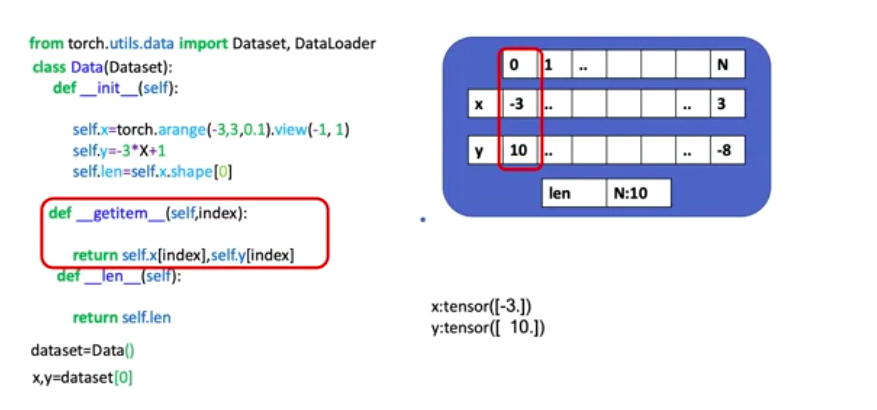 from torch.utils.data import Dataset, DataLoader
class Data(Dataset):
def __init__(self):
self.x=torch.arange(-3,3,0.1).view(-1, 1)
self.y=-3*X+1
self.len=self.x.shape[0]
def __getitem__(self,index):
return self.x[index],self.y[index]
def __len__(self):
return self.len
dataset=Data()
x,y=dataset[0]
0 1 .. N
x -3 .. .. 3
y 10 .. .. -8
len N:10
x:tensor([-3.])
y:tensor([ 10.])